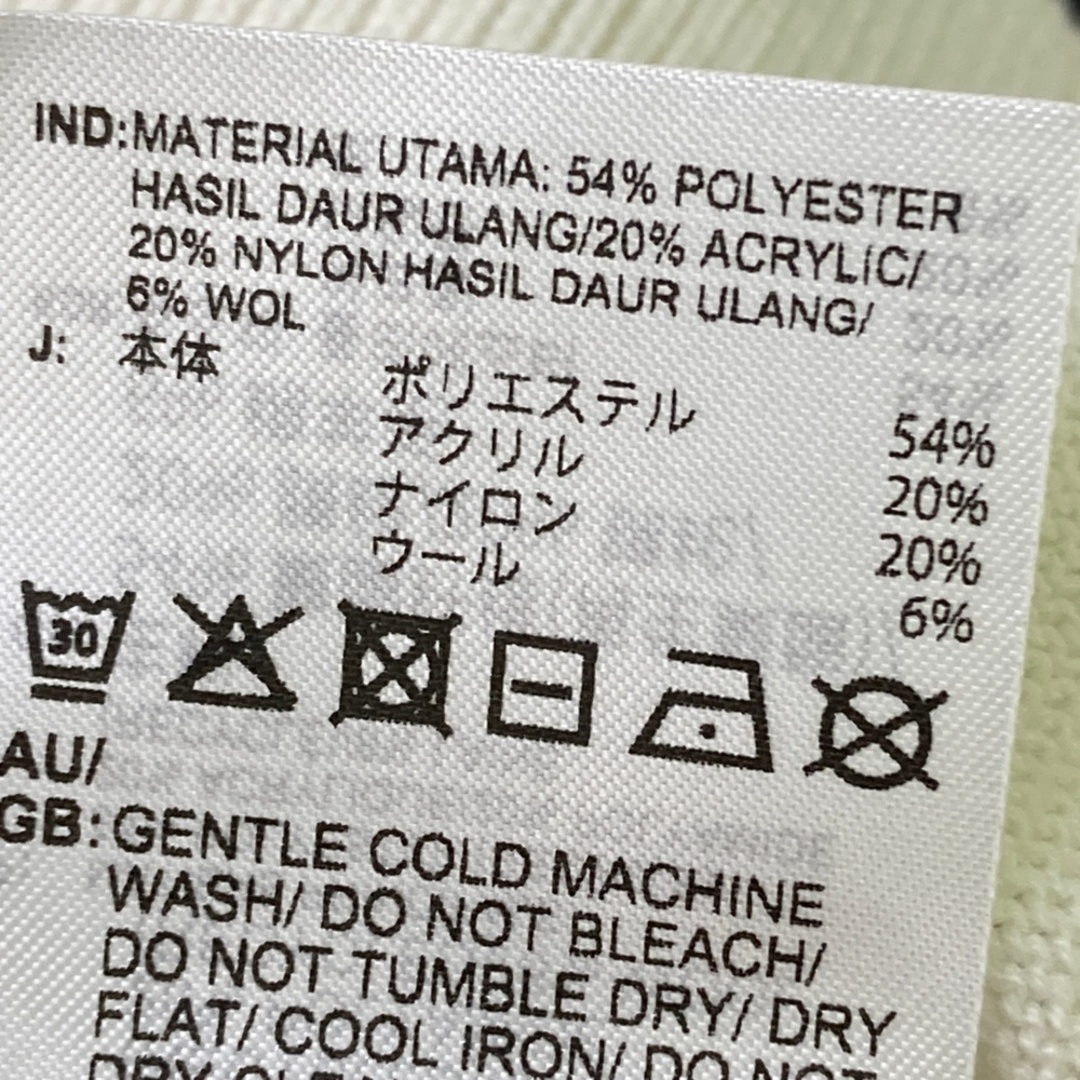 IND:MATERIAL UTAMA: 54% POLYESTER
HASIL DAUR ULANG/20% ACRYLIC/
20% NYLON HASIL DAUR ULANG/
6% WOL
J: 本体
ポリエステル 54%
アクリル 20%
ナイロン 20%
ウール 6%
30
AU/
GB:GENTLE COLD MACHINE
WASH/ DO NOT BLEACH/
DO NOT TUMBLE DRY/ DRY
FLAT/ COOL IRON/ DO NOT
DRY CLEAN